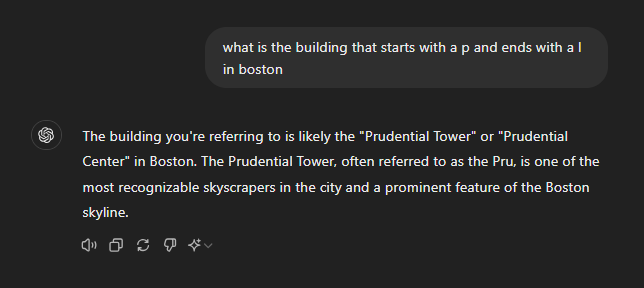 what is the building that starts with a p and ends with a l
in boston
The building you're referring to is likely the "Prudential Tower" or "Prudential
Center" in Boston. The Prudential Tower, often referred to as the Pru, is one of the
most recognizable skyscrapers in the city and a prominent feature of the Boston
skyline.